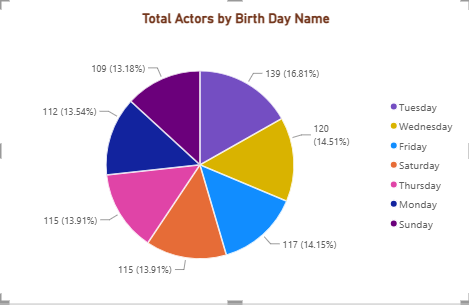 Total Actors by Birth Day Name
109 (13.18%)
139 (16.81%)
112 (13.54%)
120
(14.51%)
115 (13.91%)
117 (14.15%)
115 (13.91%)
Tuesday
Wednesday
Friday
Saturday
Thursday
Monday
Sunday